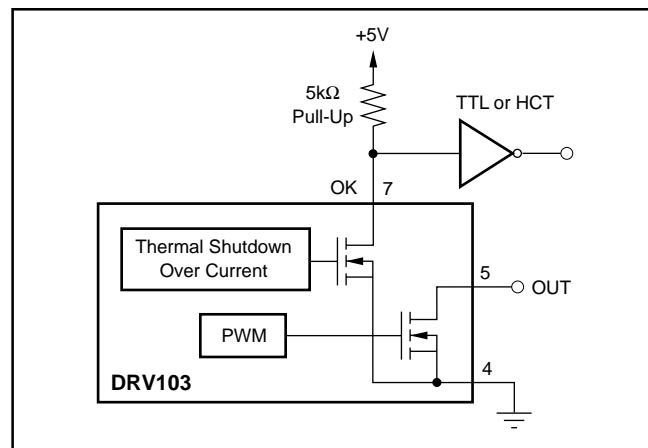 +5V
5kΩ
Pull-Up
TTL or HCT
OK 7
Thermal Shutdown
Over Current
5
OUT
PWM
4
DRV103